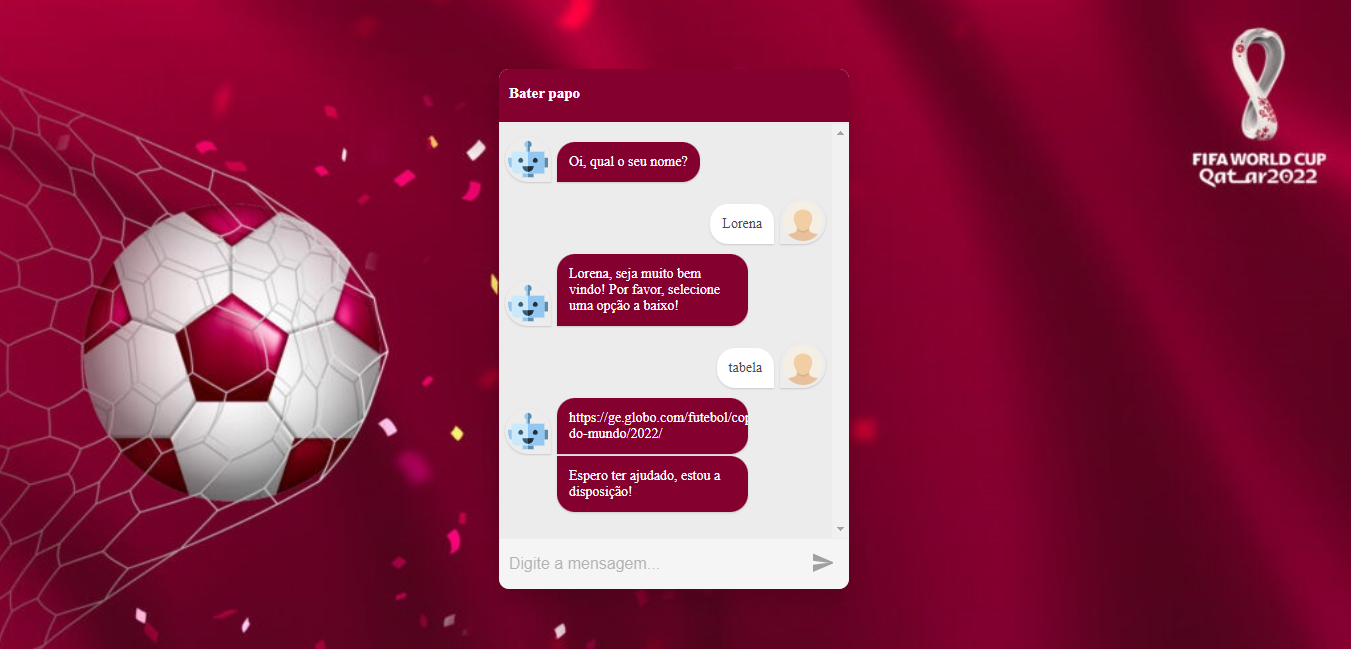 FIFA WORLD CUP
Qatar2022
Bater papo
Oi, qual o seu nome?
Lorena
Lorena, seja muito bem
vindo! Por favor, selecione
uma opção a baixo!
tabela
https://ge.globo.com/futebol/cop
do-mundo/2022/
Espero ter ajudado, estou a
disposição!
Digite a mensagem...